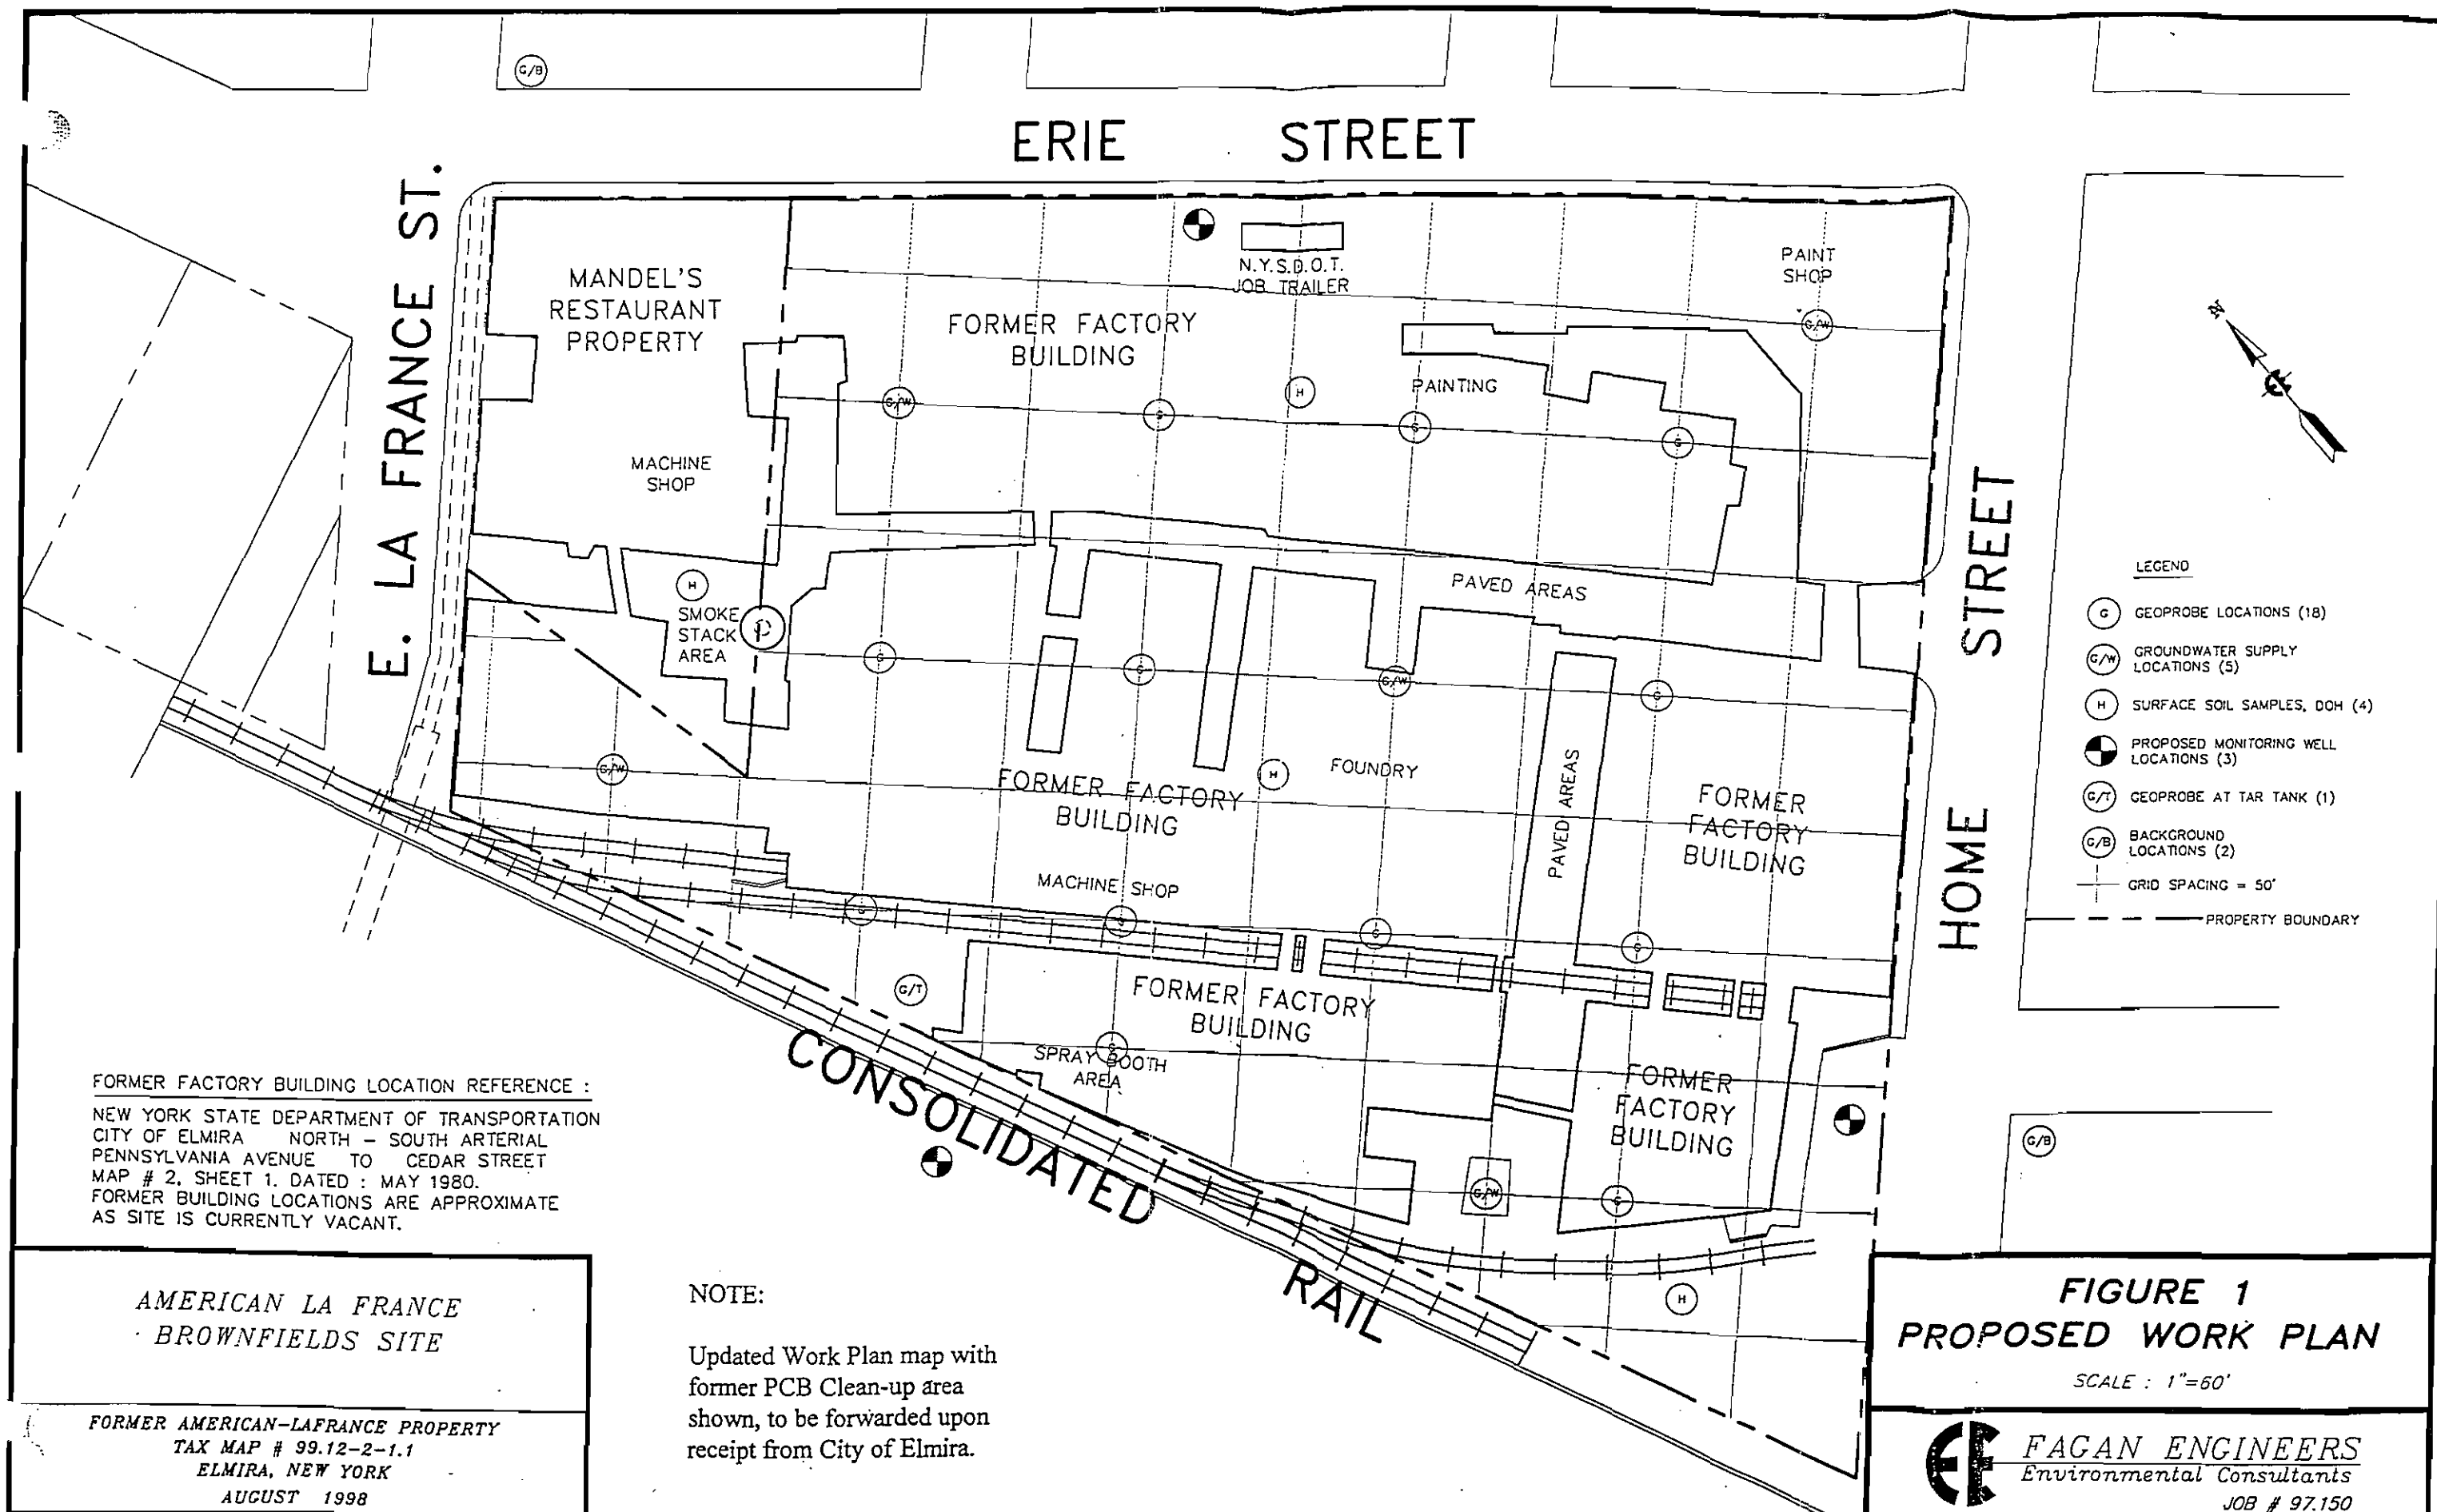 G/B
ERIE STREET
E. LA FRANCE ST.
MANDEL'S
RESTAURANT
PROPERTY
N.Y.S.D.O.T.
JOB TRAILER
PAINT
SHOP
FORMER FACTORY
BUILDING
G/W
G/W
G
H
PAINTING
G
G
MACHINE
SHOP
H
SMOKE
STACK
AREA
PAVED AREAS
G
G
G/W
G
G/W
FORMER FACTORY
BUILDING
H
FOUNDRY
PAVED AREAS
FORMER
FACTORY
BUILDING
MACHINE SHOP
G
G
G
G
G/T
FORMER FACTORY
BUILDING
SPRAY BOOTH
AREA
G
FORMER
FACTORY
BUILDING
G/W
G
H
G/B
HOME STREET
CONSOLIDATED RAIL
N
LEGEND
G GEOPROBE LOCATIONS (18)
G/W GROUNDWATER SUPPLY
LOCATIONS (5)
H SURFACE SOIL SAMPLES, DOH (4)
PROPOSED MONITORING WELL
LOCATIONS (3)
G/T GEOPROBE AT TAR TANK (1)
G/B BACKGROUND
LOCATIONS (2)
GRID SPACING = 50'
PROPERTY BOUNDARY
FORMER FACTORY BUILDING LOCATION REFERENCE :
NEW YORK STATE DEPARTMENT OF TRANSPORTATION
CITY OF ELMIRA NORTH - SOUTH ARTERIAL
PENNSYLVANIA AVENUE TO CEDAR STREET
MAP # 2, SHEET 1. DATED : MAY 1980.
FORMER BUILDING LOCATIONS ARE APPROXIMATE
AS SITE IS CURRENTLY VACANT.
AMERICAN LA FRANCE
BROWNFIELDS SITE
FORMER AMERICAN-LAFRANCE PROPERTY
TAX MAP # 99.12-2-1.1
ELMIRA, NEW YORK
AUGUST 1998
NOTE:
Updated Work Plan map with
former PCB Clean-up area
shown, to be forwarded upon
receipt from City of Elmira.
FIGURE 1
PROPOSED WORK PLAN
SCALE : 1"=60'
FAGAN ENGINEERS
Environmental Consultants
JOB # 97.150